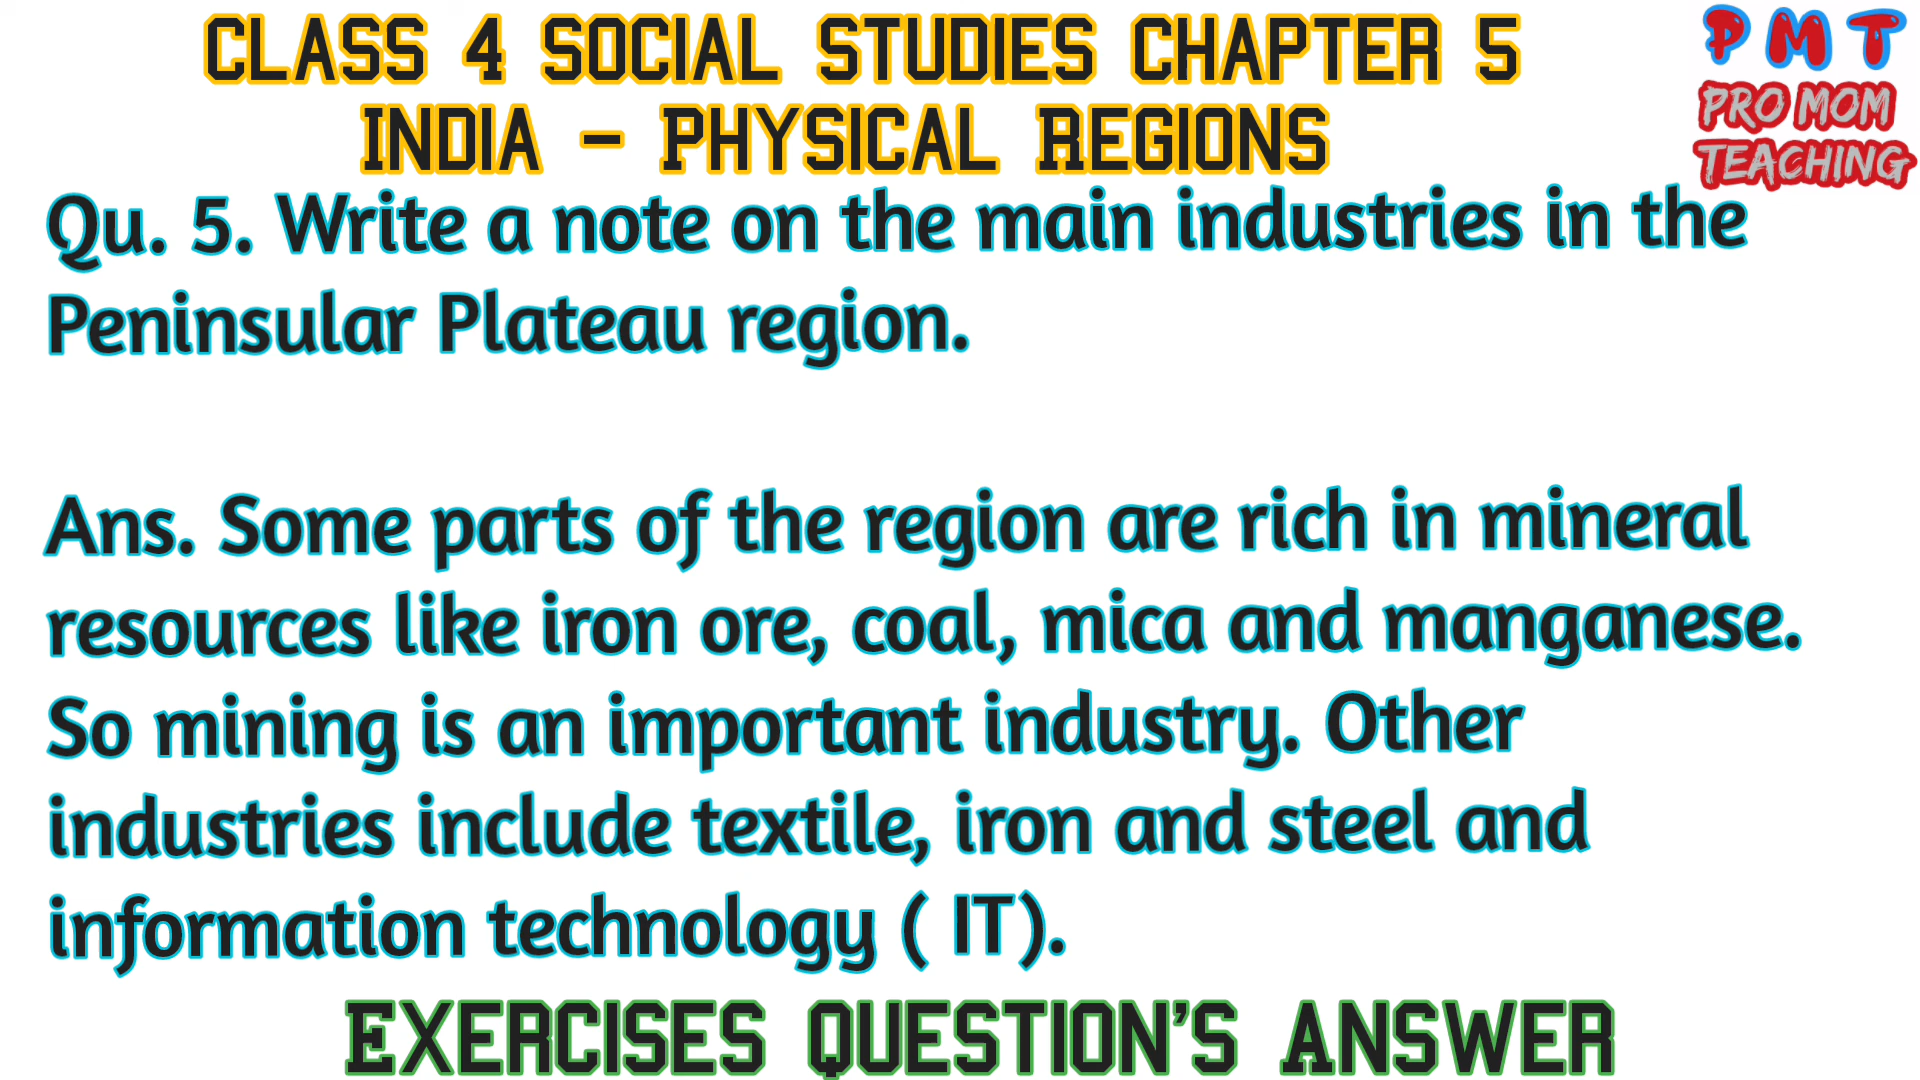 CLASS 4 SOCIAL STUDIES CHAPTER 5
INDIA - PHYSICAL REGIONS
PMT
PRO MOM
TEACHING
Qu. 5. Write a note on the main industries in the
Peninsular Plateau region.
Ans. Some parts of the region are rich in mineral
resources like iron ore, coal, mica and manganese.
So mining is an important industry. Other
industries include textile, iron and steel and
information technology ( IT).
EXERCISES QUESTION'S ANSWER